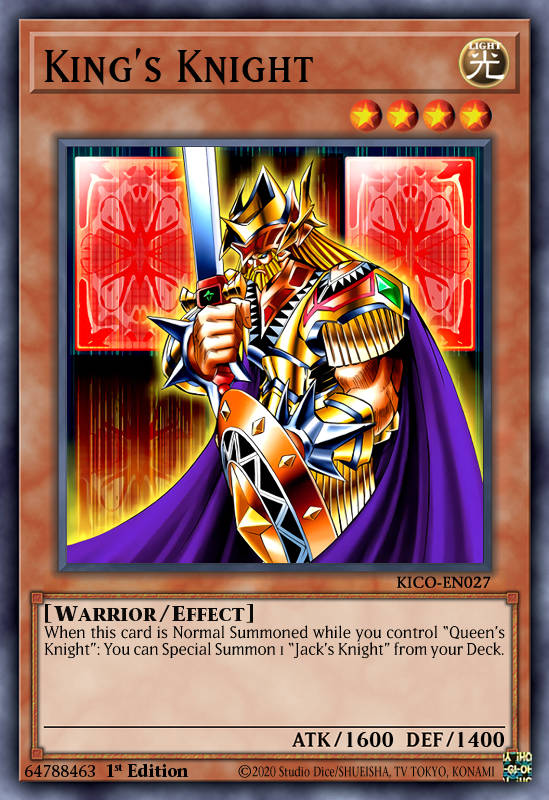 King's Knight
LIGHT
光
KICO-EN027
[Warrior/Effect]
When this card is Normal Summoned while you control "Queen's
Knight": You can Special Summon 1 "Jack's Knight" from your Deck.
ATK/1600 DEF/1400
64788463 1st Edition ©2020 Studio Dice/SHUEISHA, TV TOKYO, KONAMI